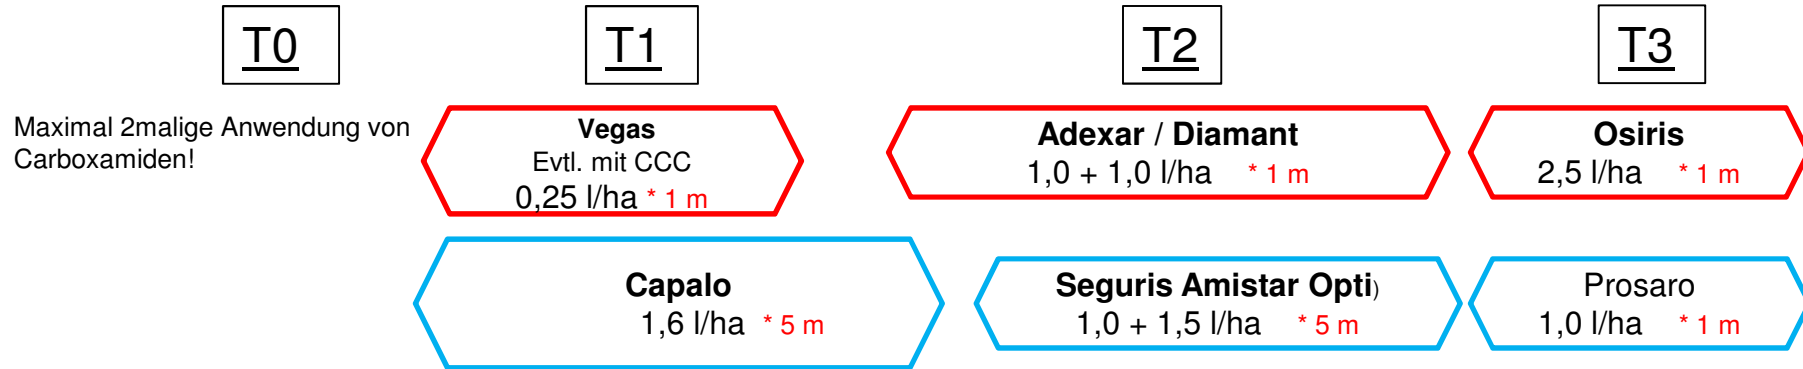 T0
T1
T2
T3
Maximal 2malige Anwendung von
Carboxamiden!
Vegas
Evtl. mit CCC
0,25 l/ha * 1 m
Adexar / Diamant
1,0 + 1,0 l/ha * 1 m
Osiris
2,5 l/ha * 1 m
Capalo
1,6 l/ha * 5 m
Seguris Amistar Opti)
1,0 + 1,5 l/ha * 5 m
Prosaro
1,0 l/ha * 1 m